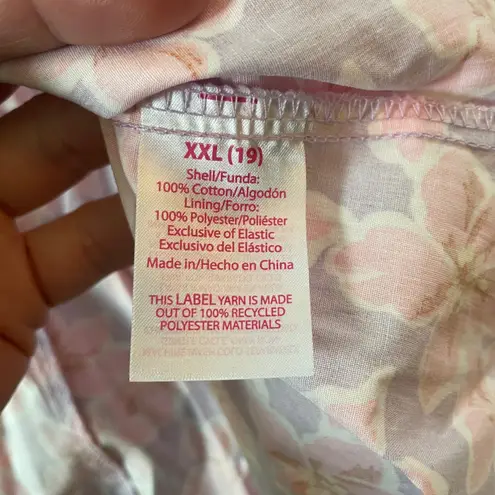 XXL (19)
Shell/Funda:
100% Cotton/Algodón
Lining/Forro:
100% Polyester/Poliéster
Exclusive of Elastic
Exclusivo del Elástico
Made in/Hecho en China
THIS LABEL YARN IS MADE
OUT OF 100% RECYCLED
POLYESTER MATERIALS